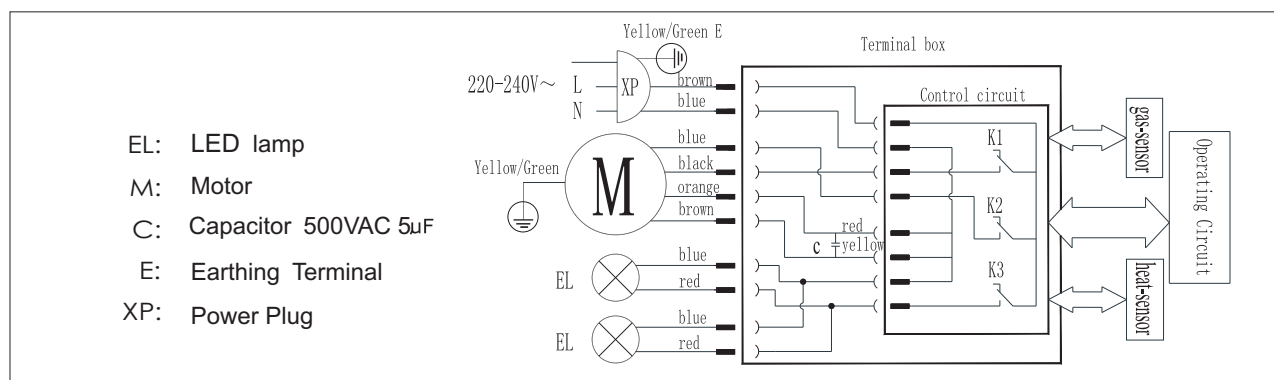 EL: LED lamp
M: Motor
C: Capacitor 500VAC 5μF
E: Earthing Terminal
XP: Power Plug
Yellow/Green E
220-240V~
L
N
XP
brown
blue
Yellow/Green
M
blue
black
orange
brown
EL
blue
red
EL
blue
red
Terminal box
Control circuit
K1
K2
K3
red
C
yellow
gas-sensor
Operating Circuit
heat-sensor